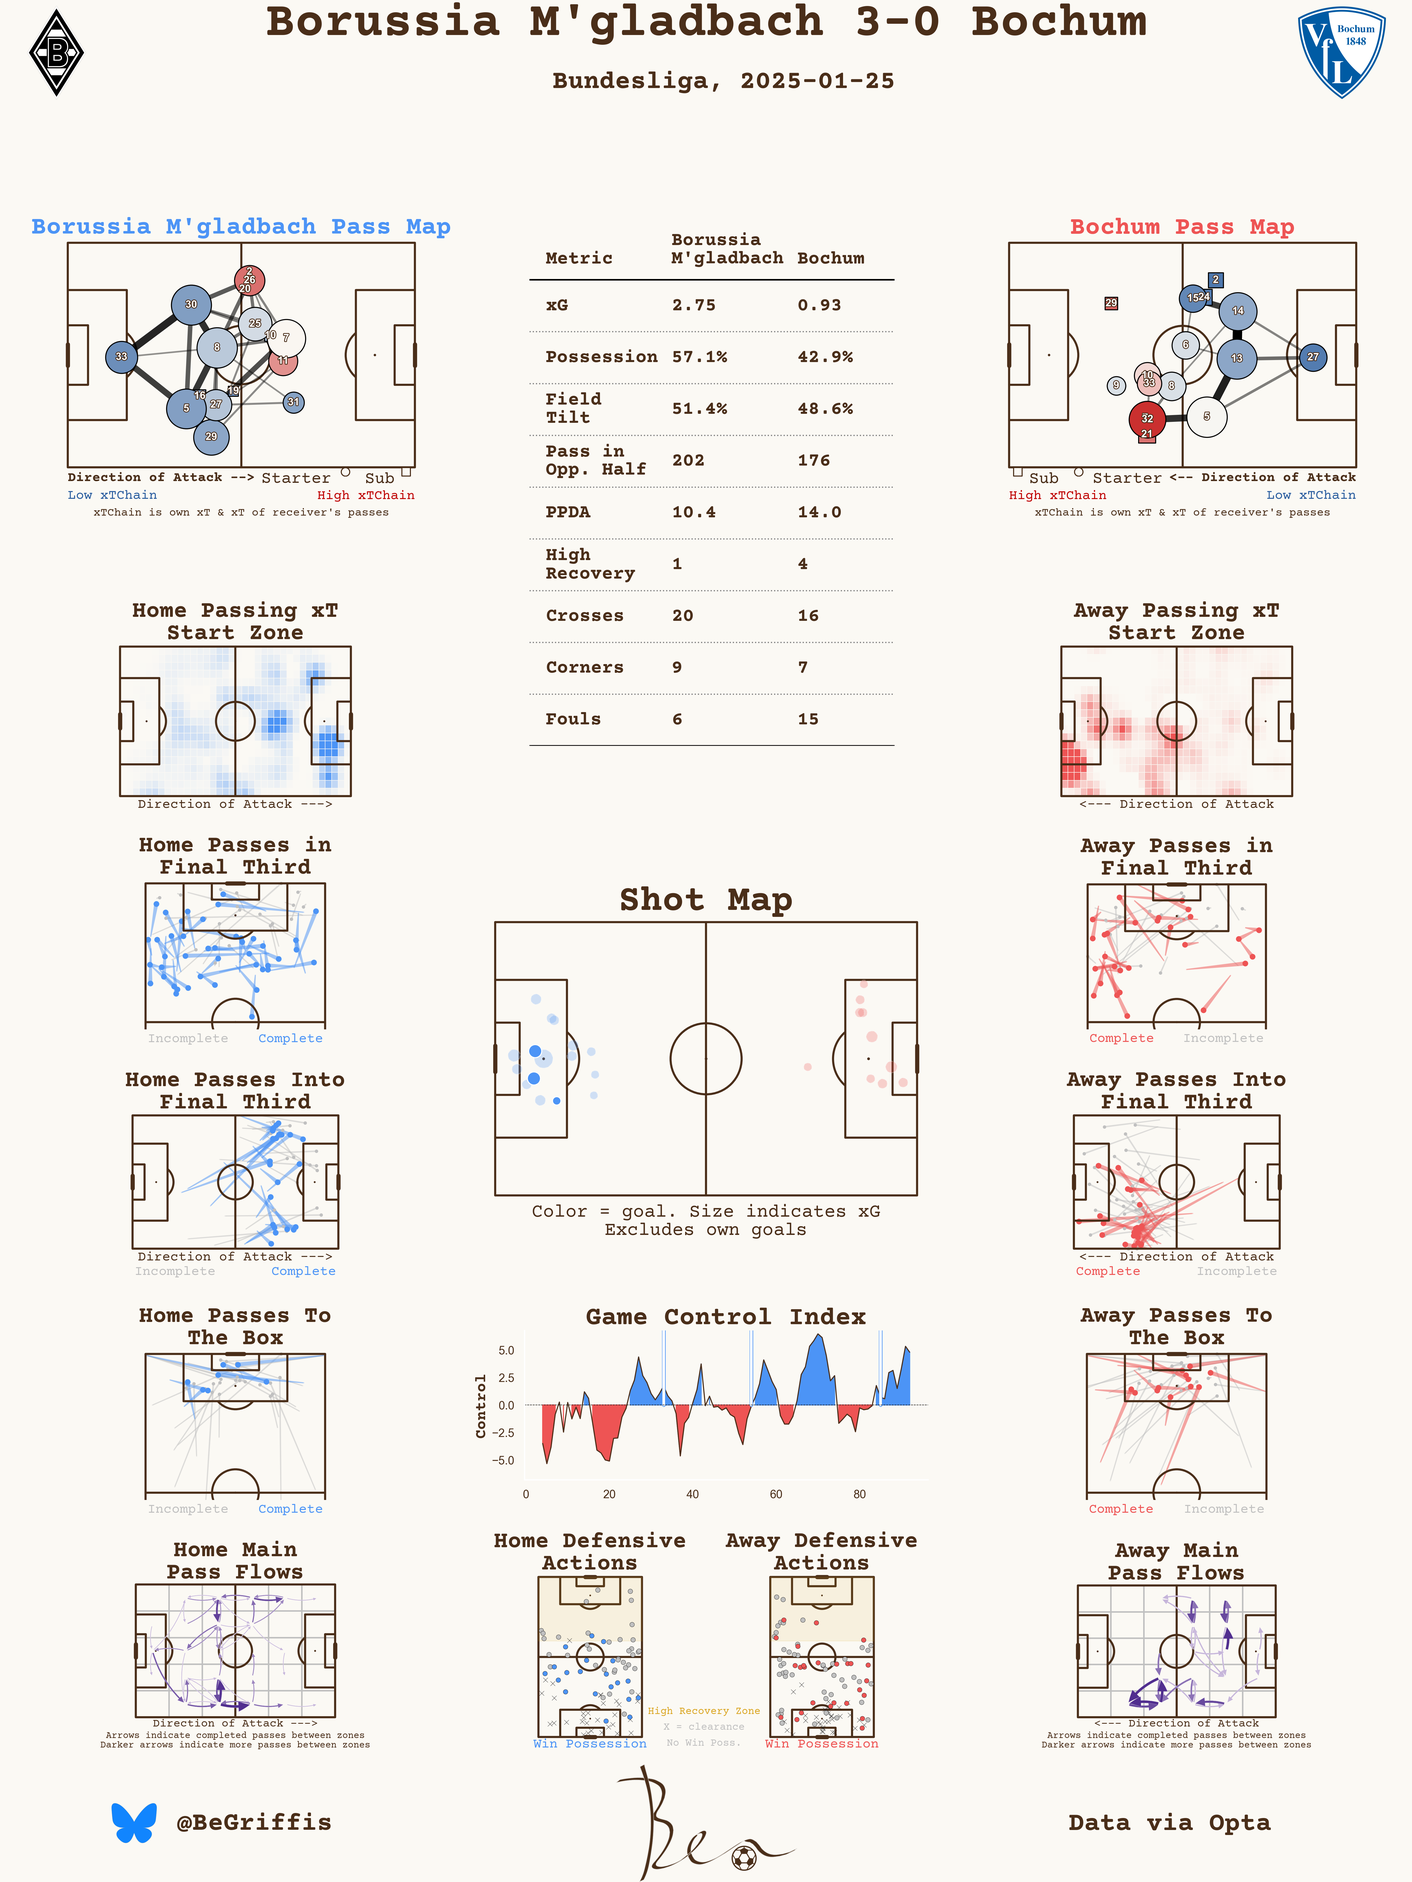 Borussia M'gladbach 3-0 Bochum
Bundesliga, 2025-01-25
B
VfL
Bochum
1848
Borussia M'gladbach Pass Map
2
26
20
30
25
10
7
8
33
11
16
19
5
27
31
29
Direction of Attack -->
Starter
Sub
Low xTChain
High xTChain
xTChain is own xT & xT of receiver's passes
Metric
Borussia
M'gladbach
Bochum
xG 2.75 0.93
Possession 57.1% 42.9%
Field
Tilt
51.4% 48.6%
Pass in
Opp. Half
202 176
PPDA 10.4 14.0
High
Recovery
1 4
Crosses 20 16
Corners 9 7
Fouls 6 15
Bochum Pass Map
2
29
15
24
14
6
13
27
10
33
9
8
32
5
21
Sub
Starter
<-- Direction of Attack
High xTChain
Low xTChain
xTChain is own xT & xT of receiver's passes
Home Passing xT
Start Zone
Direction of Attack --->
Away Passing xT
Start Zone
<--- Direction of Attack
Home Passes in
Final Third
Incomplete
Complete
Away Passes in
Final Third
Complete
Incomplete
Shot Map
Color = goal. Size indicates xG
Excludes own goals
Home Passes Into
Final Third
Direction of Attack --->
Incomplete
Complete
Away Passes Into
Final Third
<--- Direction of Attack
Complete
Incomplete
Home Passes To
The Box
Incomplete
Complete
Game Control Index
Control
5.0
2.5
0.0
−2.5
−5.0
0 20 40 60 80
Away Passes To
The Box
Complete
Incomplete
Home Main
Pass Flows
Direction of Attack --->
Arrows indicate completed passes between zones
Darker arrows indicate more passes between zones
Home Defensive
Actions
Win Possession
High Recovery Zone
X = clearance
No Win Poss.
Away Defensive
Actions
Win Possession
Away Main
Pass Flows
<--- Direction of Attack
Arrows indicate completed passes between zones
Darker arrows indicate more passes between zones
@BeGriffis
Ben
Data via Opta